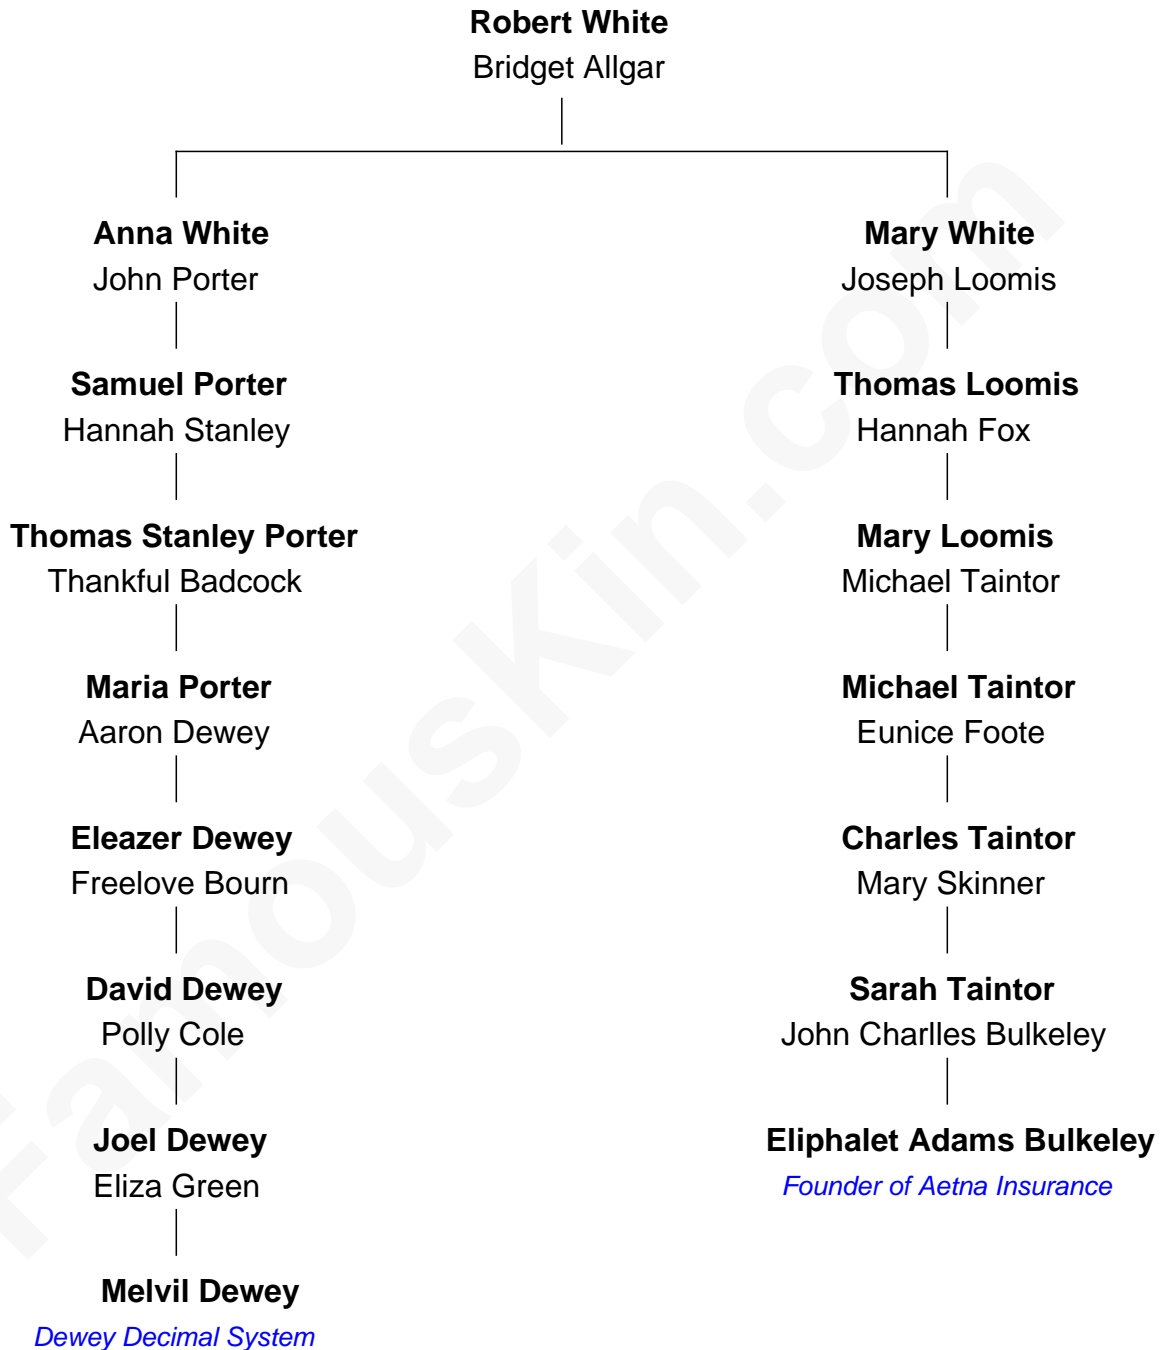 Robert White
Bridget Allgar
Anna White
John Porter
Mary White
Joseph Loomis
Samuel Porter
Hannah Stanley
Thomas Loomis
Hannah Fox
Thomas Stanley Porter
Thankful Badcock
Mary Loomis
Michael Taintor
Maria Porter
Aaron Dewey
Michael Taintor
Eunice Foote
Eleazer Dewey
Freelove Bourn
Charles Taintor
Mary Skinner
David Dewey
Polly Cole
Sarah Taintor
John Charlles Bulkeley
Joel Dewey
Eliza Green
Eliphalet Adams Bulkeley
Founder of Aetna Insurance
Melvil Dewey
Dewey Decimal System
FamousKin.com